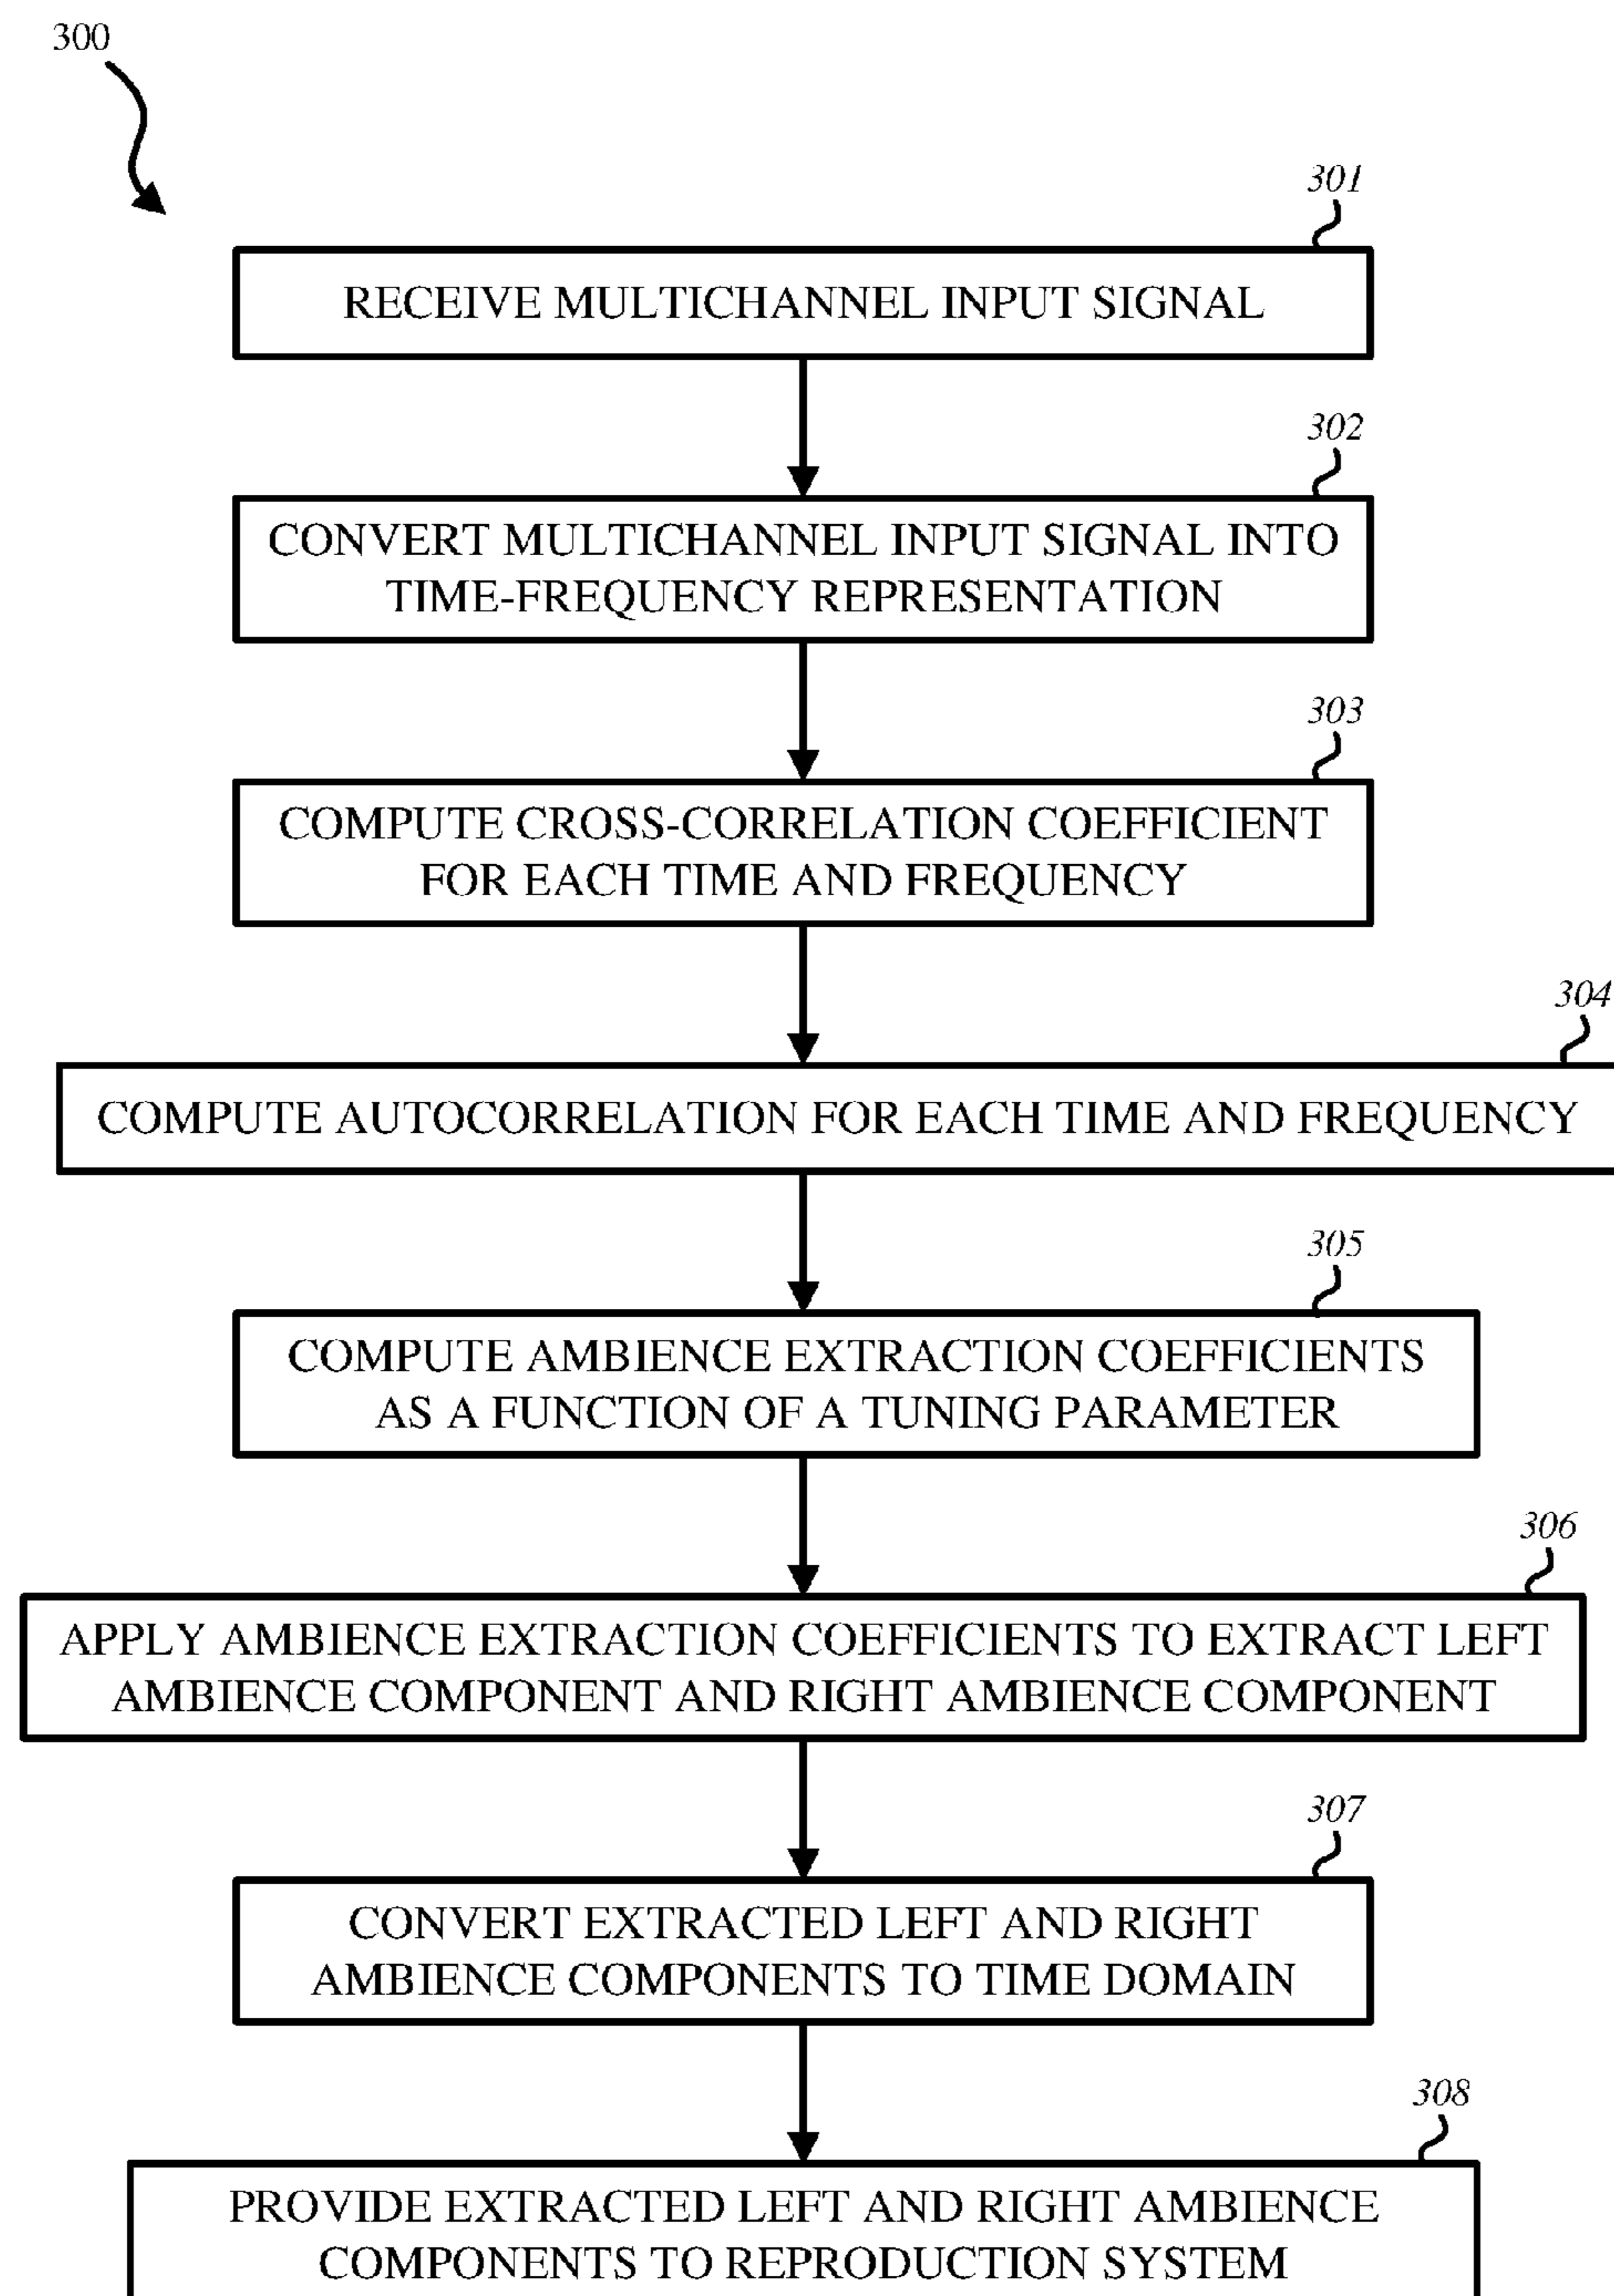 300
301
RECEIVE MULTICHANNEL INPUT SIGNAL
302
CONVERT MULTICHANNEL INPUT SIGNAL INTO
TIME-FREQUENCY REPRESENTATION
303
COMPUTE CROSS-CORRELATION COEFFICIENT
FOR EACH TIME AND FREQUENCY
304
COMPUTE AUTOCORRELATION FOR EACH TIME AND FREQUENCY
305
COMPUTE AMBIENCE EXTRACTION COEFFICIENTS
AS A FUNCTION OF A TUNING PARAMETER
306
APPLY AMBIENCE EXTRACTION COEFFICIENTS TO EXTRACT LEFT
AMBIENCE COMPONENT AND RIGHT AMBIENCE COMPONENT
307
CONVERT EXTRACTED LEFT AND RIGHT
AMBIENCE COMPONENTS TO TIME DOMAIN
308
PROVIDE EXTRACTED LEFT AND RIGHT AMBIENCE
COMPONENTS TO REPRODUCTION SYSTEM